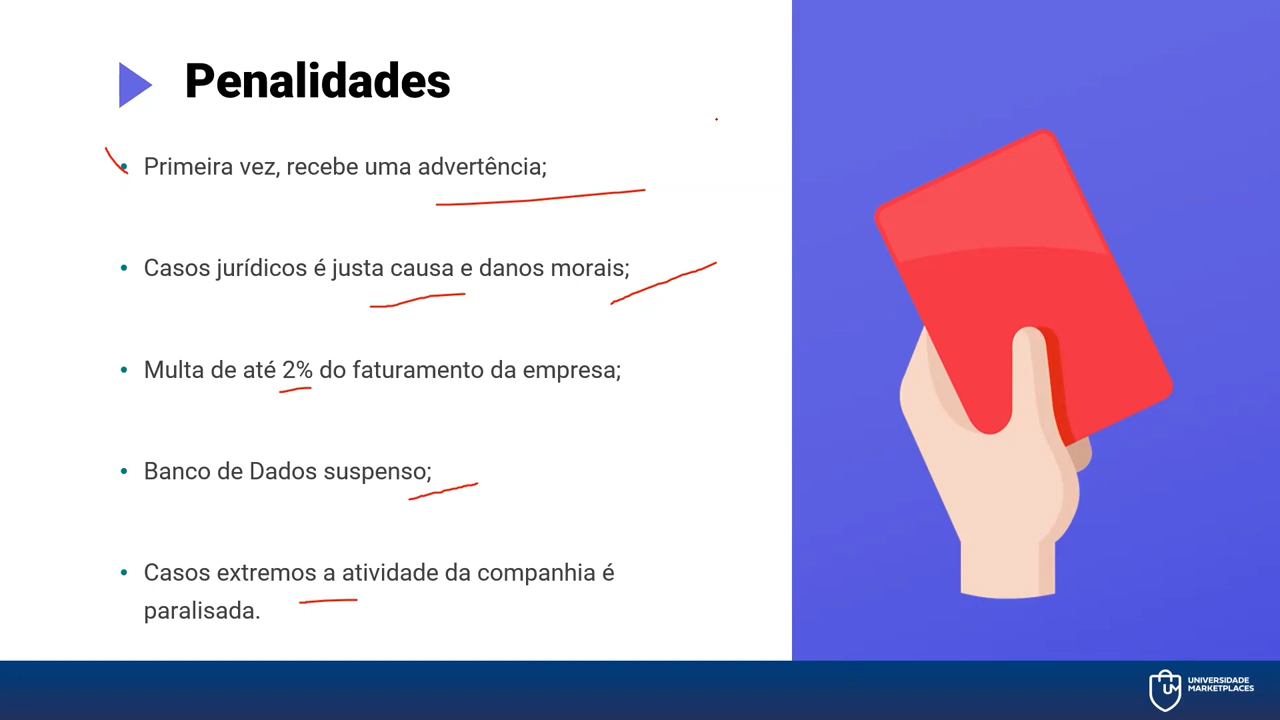 Penalidades
• Primeira vez, recebe uma advertência;
• Casos jurídicos é justa causa e danos morais;
• Multa de até 2% do faturamento da empresa;
• Banco de Dados suspenso;
• Casos extremos a atividade da companhia é
paralisada.
UM
UNIVERSIDADE
MARKETPLACES